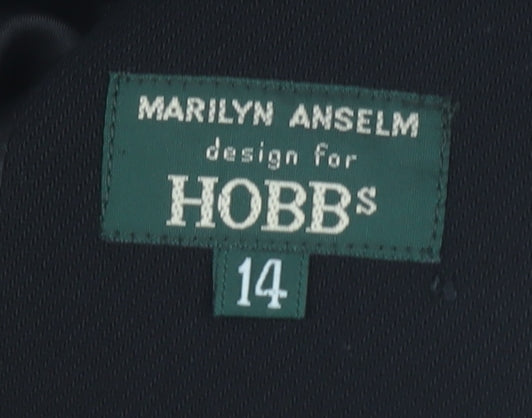 MARILYN ANSELM
design for
HOBBS
14